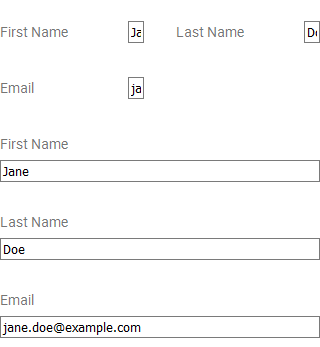 First Name Ja Last Name Do
Email ja
First Name
Jane
Last Name
Doe
Email
jane.doe@example.com